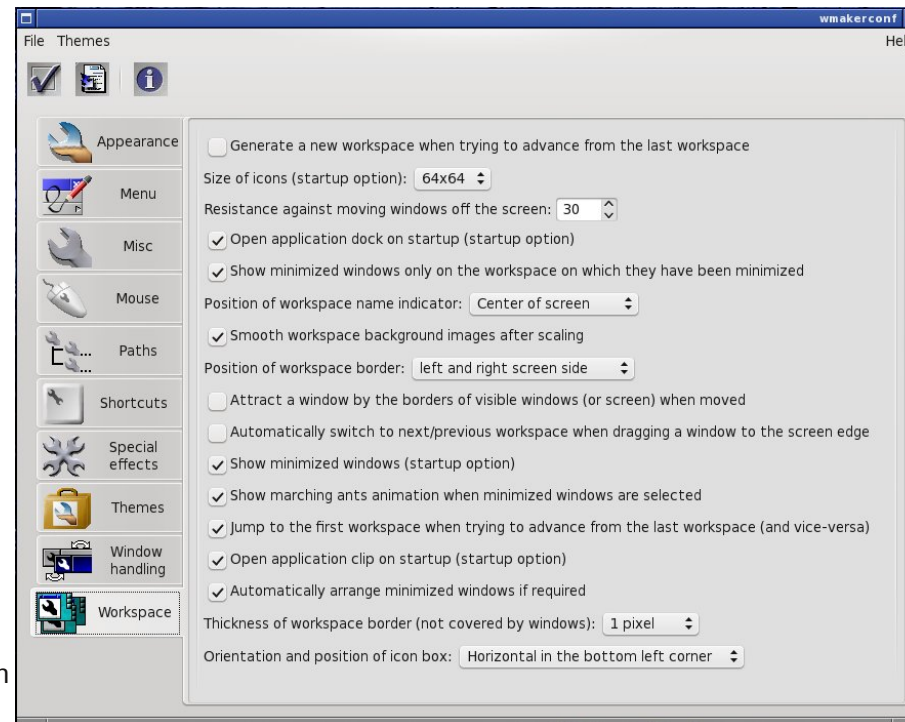 wmakerconf
File Themes Hel
Appearance
Menu
Misc
Mouse
Paths
Shortcuts
Special
effects
Themes
Window
handling
Workspace
Generate a new workspace when trying to advance from the last workspace
Size of icons (startup option): 64x64
Resistance against moving windows off the screen: 30
Open application dock on startup (startup option)
Show minimized windows only on the workspace on which they have been minimized
Position of workspace name indicator: Center of screen
Smooth workspace background images after scaling
Position of workspace border: left and right screen side
Attract a window by the borders of visible windows (or screen) when moved
Automatically switch to next/previous workspace when dragging a window to the screen edge
Show minimized windows (startup option)
Show marching ants animation when minimized windows are selected
Jump to the first workspace when trying to advance from the last workspace (and vice-versa)
Open application clip on startup (startup option)
Automatically arrange minimized windows if required
Thickness of workspace border (not covered by windows): 1 pixel
Orientation and position of icon box: Horizontal in the bottom left corner